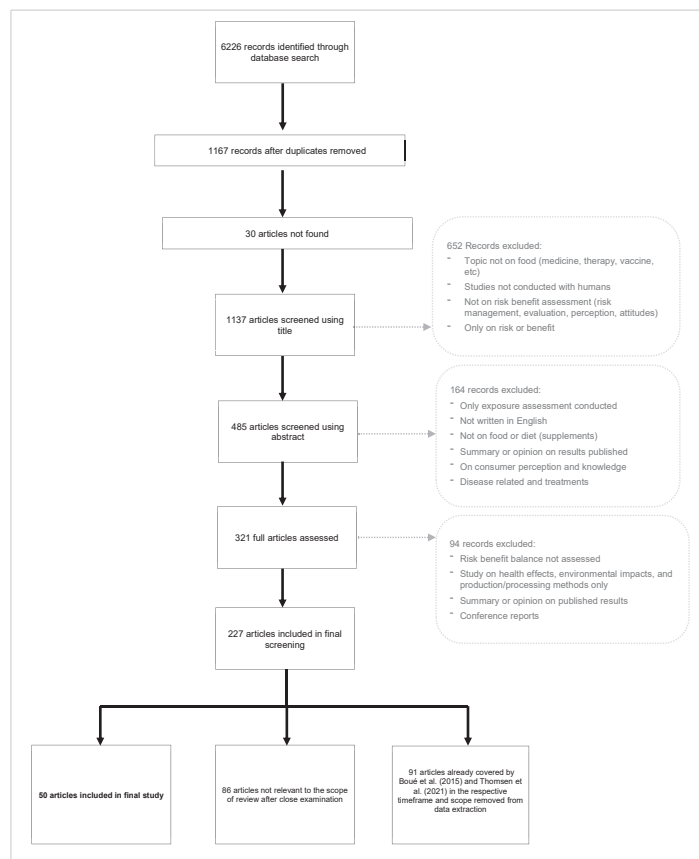 6226 records identified through
database search
1167 records after duplicates removed
30 articles not found
652 Records excluded:
- Topic not on food (medicine, therapy, vaccine,
etc)
- Studies not conducted with humans
- Not on risk benefit assessment (risk
management, evaluation, perception, attitudes)
- Only on risk or benefit
1137 articles screened using
title
164 records excluded:
- Only exposure assessment conducted
- Not written in English
- Not on food or diet (supplements)
- Summary or opinion on results published
- On consumer perception and knowledge
- Disease related and treatments
485 articles screened using
abstract
321 full articles assessed
94 records excluded:
- Risk benefit balance not assessed
- Study on health effects, environmental impacts, and
production/processing methods only
- Summary or opinion on published results
- Conference reports
227 articles included in final
screening
50 articles included in final study
86 articles not relevant to the scope
of review after close examination
91 articles already covered by
Boué et al. (2015) and Thomsen et
al. (2021) in the respective
timeframe and scope removed from
data extraction